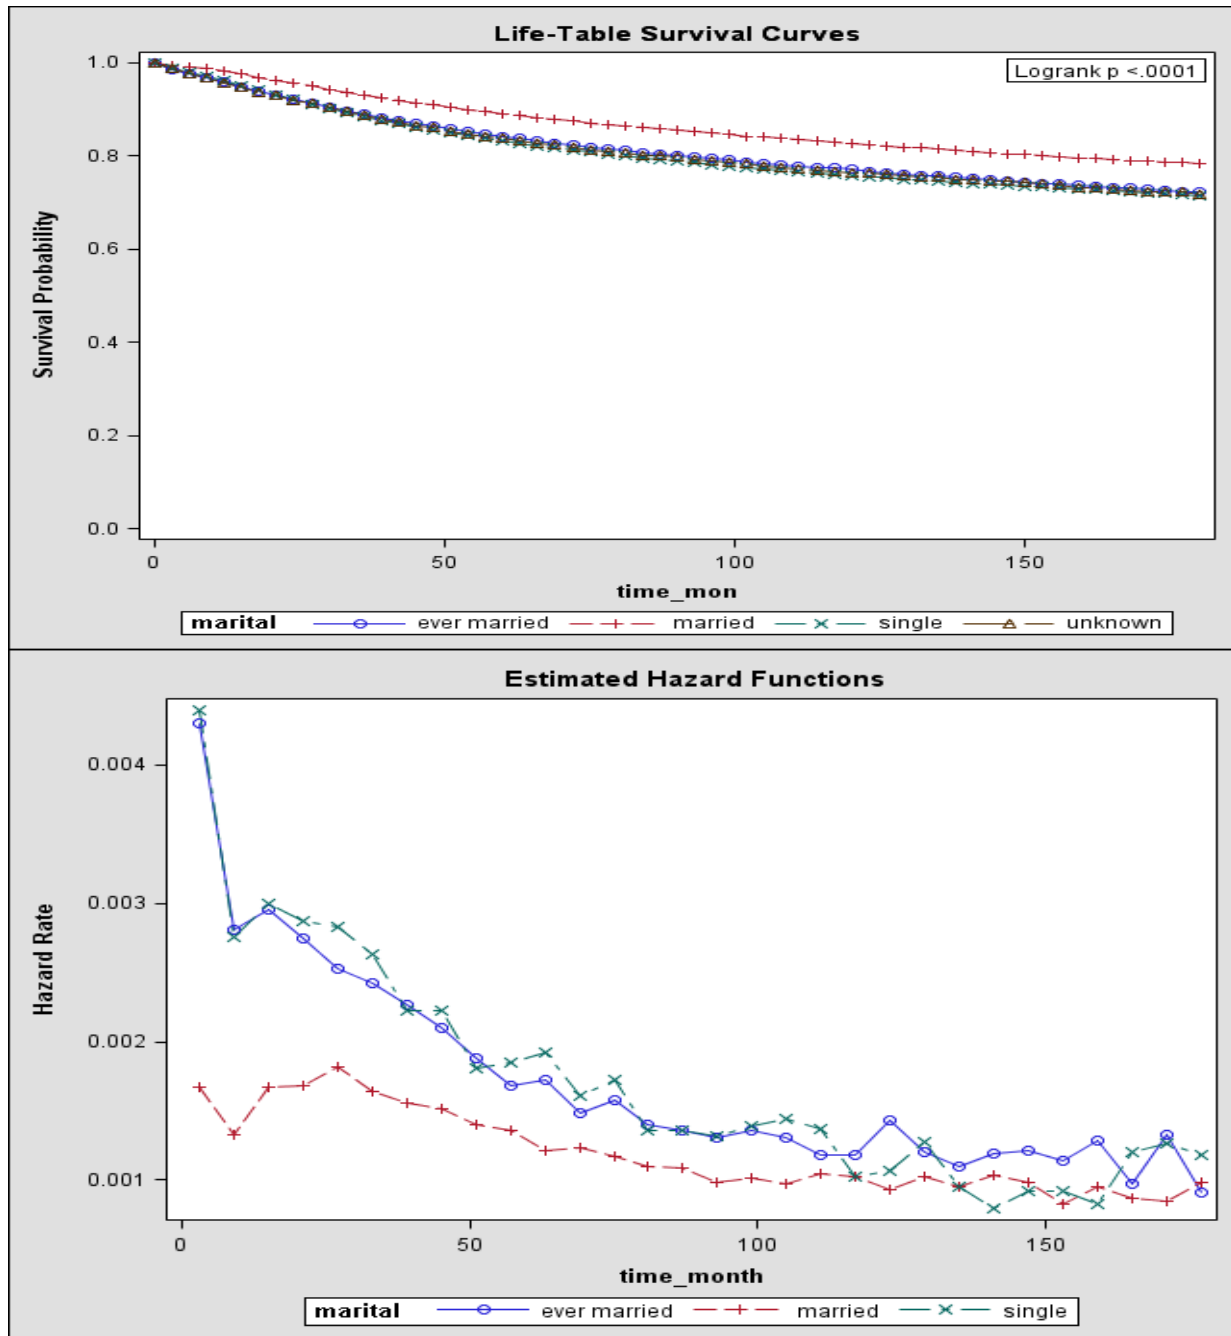 Life-Table Survival Curves
Logrank p <.0001
1.0
0.8
0.6
0.4
0.2
0.0
Survival Probability
0 50 100 150
time_mon
marital ever married married single unknown
Estimated Hazard Functions
0.004
0.003
0.002
0.001
Hazard Rate
0 50 100 150
time_month
marital ever married married single